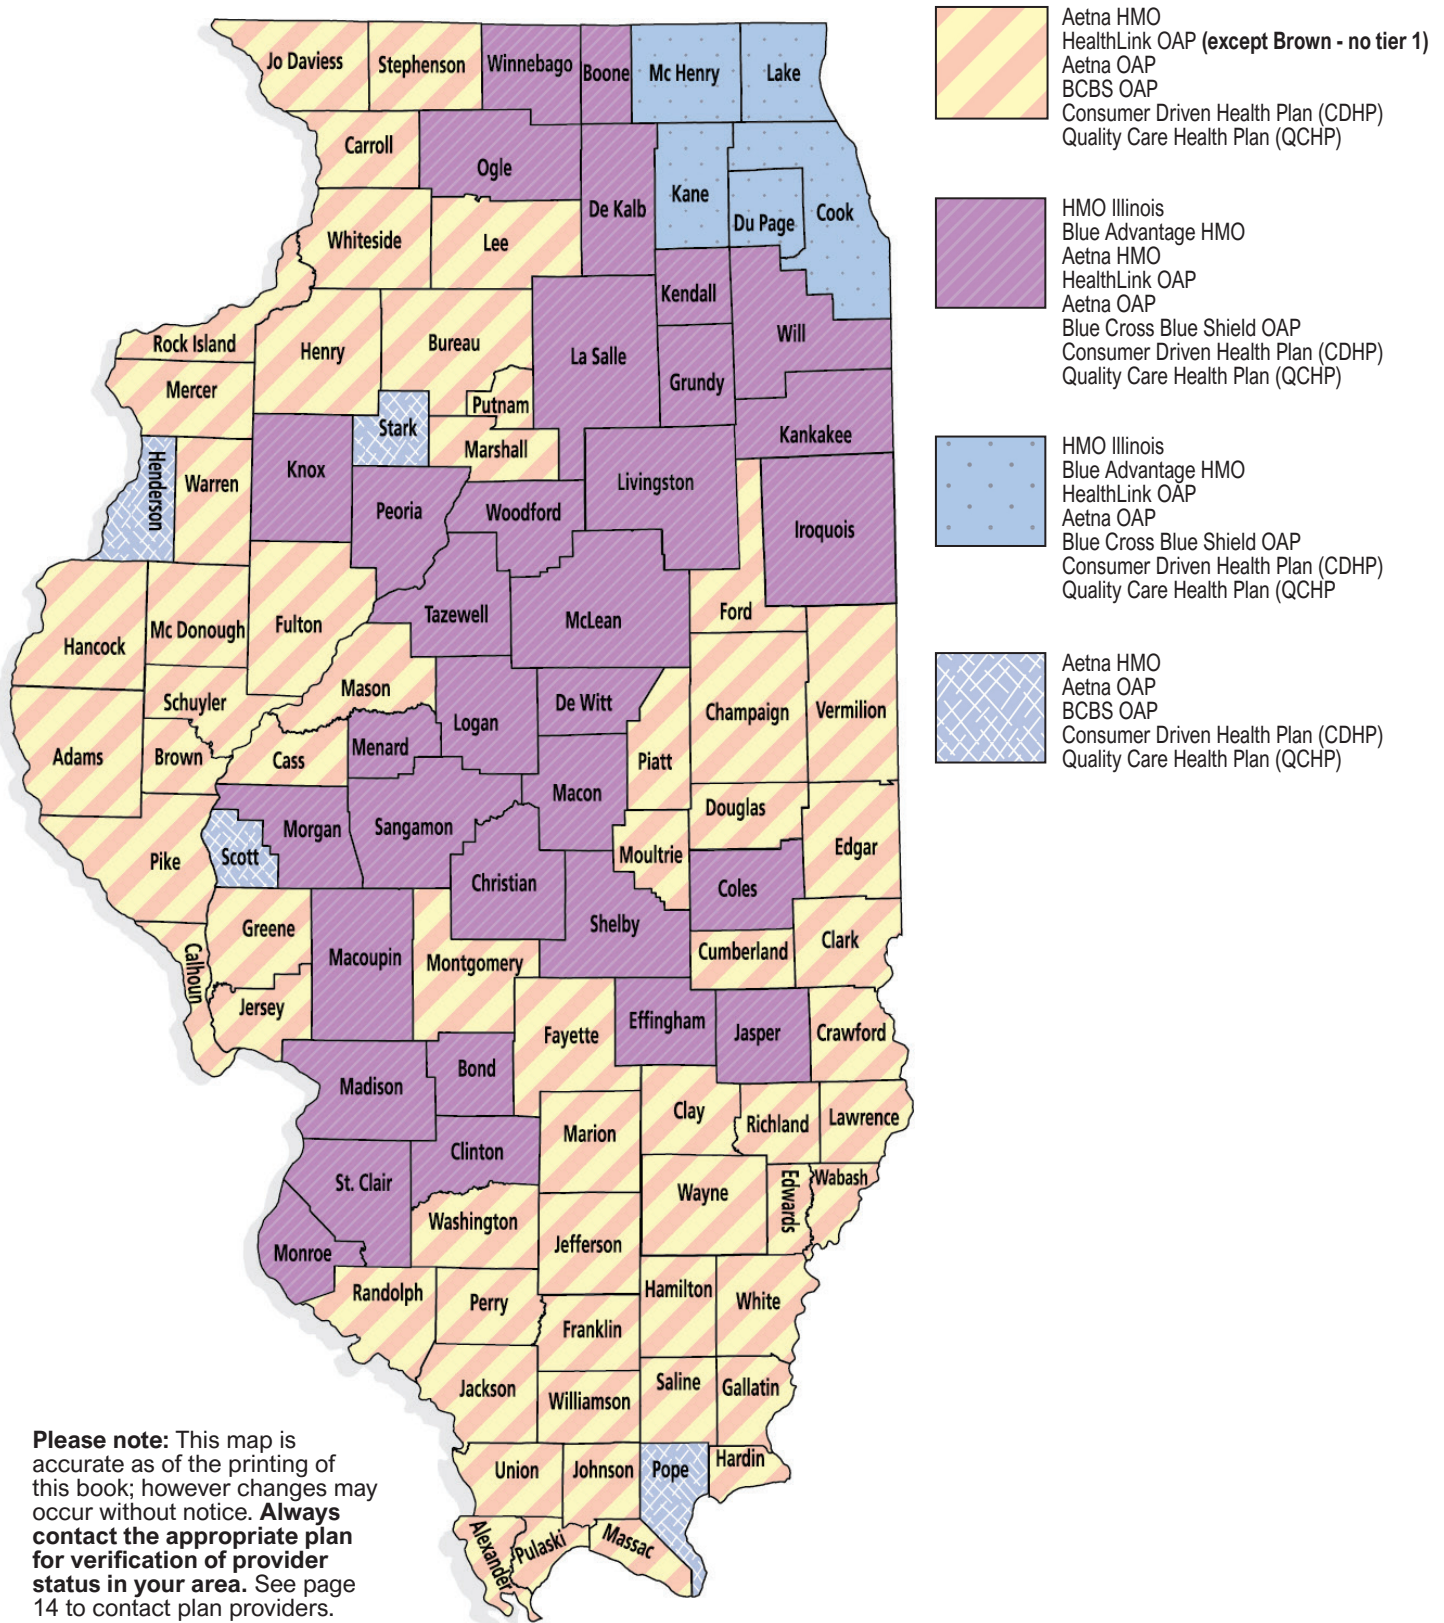 Jo Daviess
Stephenson
Winnebago
Boone
Mc Henry
Lake
Carroll
Ogle
De Kalb
Kane
Du Page
Cook
Whiteside
Lee
Kendall
Will
Rock Island
Henry
Bureau
La Salle
Grundy
Mercer
Putnam
Stark
Kankakee
Henderson
Warren
Knox
Marshall
Peoria
Woodford
Livingston
Iroquois
Hancock
Mc Donough
Fulton
Tazewell
McLean
Ford
Schuyler
Mason
Logan
De Witt
Champaign
Vermilion
Adams
Brown
Cass
Menard
Piatt
Macon
Douglas
Pike
Scott
Morgan
Sangamon
Christian
Moultrie
Edgar
Coles
Shelby
Greene
Calhoun
Macoupin
Montgomery
Cumberland
Clark
Jersey
Fayette
Effingham
Jasper
Crawford
Madison
Bond
Clay
Richland
Lawrence
Marion
Clinton
St. Clair
Wayne
Edwards
Wabash
Washington
Jefferson
Monroe
Randolph
Perry
Hamilton
White
Franklin
Jackson
Williamson
Saline
Gallatin
Union
Johnson
Pope
Hardin
Alexander
Pulaski
Massac
Aetna HMO
HealthLink OAP (except Brown - no tier 1)
Aetna OAP
BCBS OAP
Consumer Driven Health Plan (CDHP)
Quality Care Health Plan (QCHP)
HMO Illinois
Blue Advantage HMO
Aetna HMO
HealthLink OAP
Aetna OAP
Blue Cross Blue Shield OAP
Consumer Driven Health Plan (CDHP)
Quality Care Health Plan (QCHP)
HMO Illinois
Blue Advantage HMO
HealthLink OAP
Aetna OAP
Blue Cross Blue Shield OAP
Consumer Driven Health Plan (CDHP)
Quality Care Health Plan (QCHP
Aetna HMO
Aetna OAP
BCBS OAP
Consumer Driven Health Plan (CDHP)
Quality Care Health Plan (QCHP)
Please note: This map is
accurate as of the printing of
this book; however changes may
occur without notice. Always
contact the appropriate plan
for verification of provider
status in your area. See page
14 to contact plan providers.